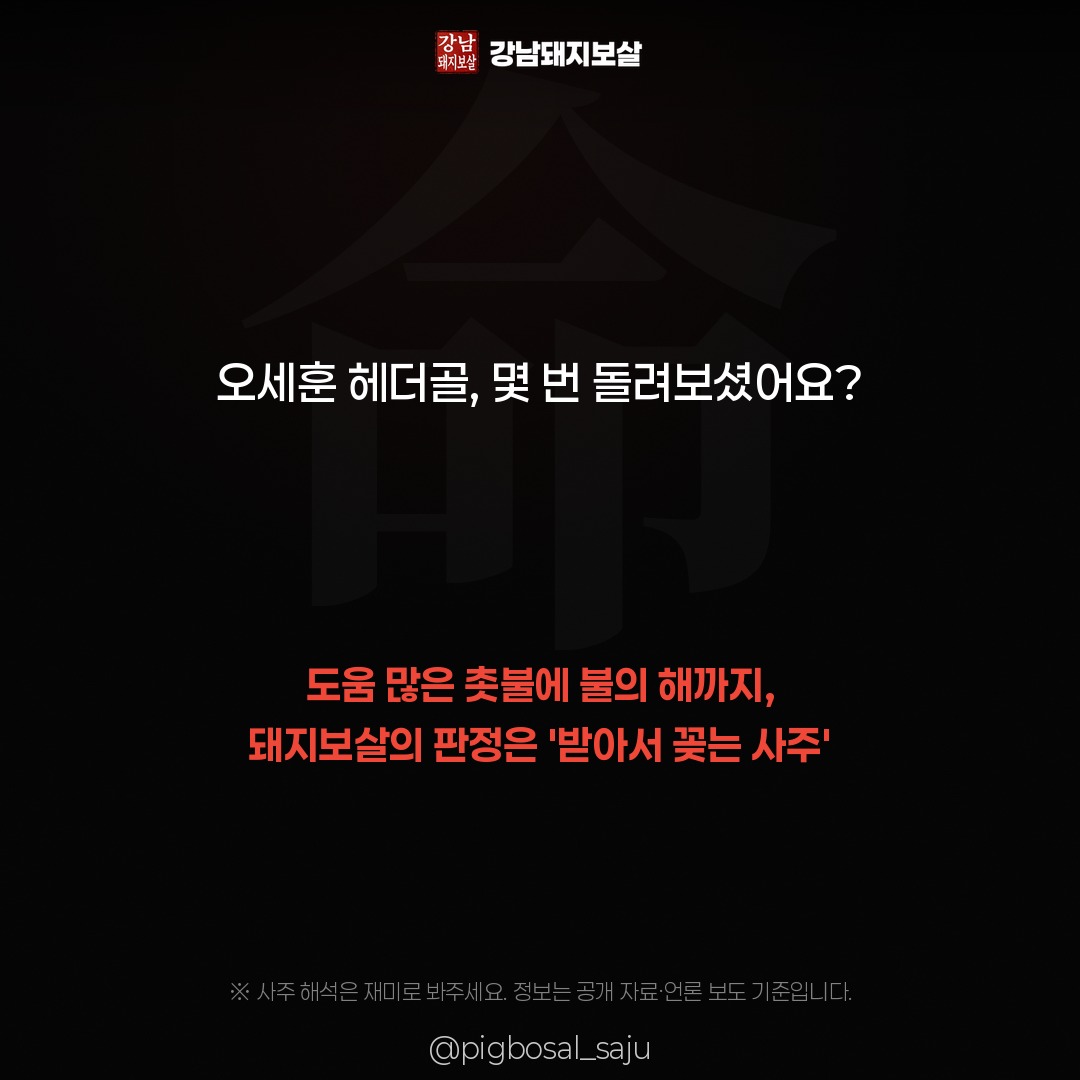 강남
돼지보살
강남돼지보살
命
오세훈 헤더골, 몇 번 돌려보셨어요?
도움 많은 촛불에 불의 해까지,
돼지보살의 판정은 '받아서 꽂는 사주'
※ 사주 해석은 재미로 봐주세요. 정보는 공개 자료·언론 보도 기준입니다.
@pigbosal_saju